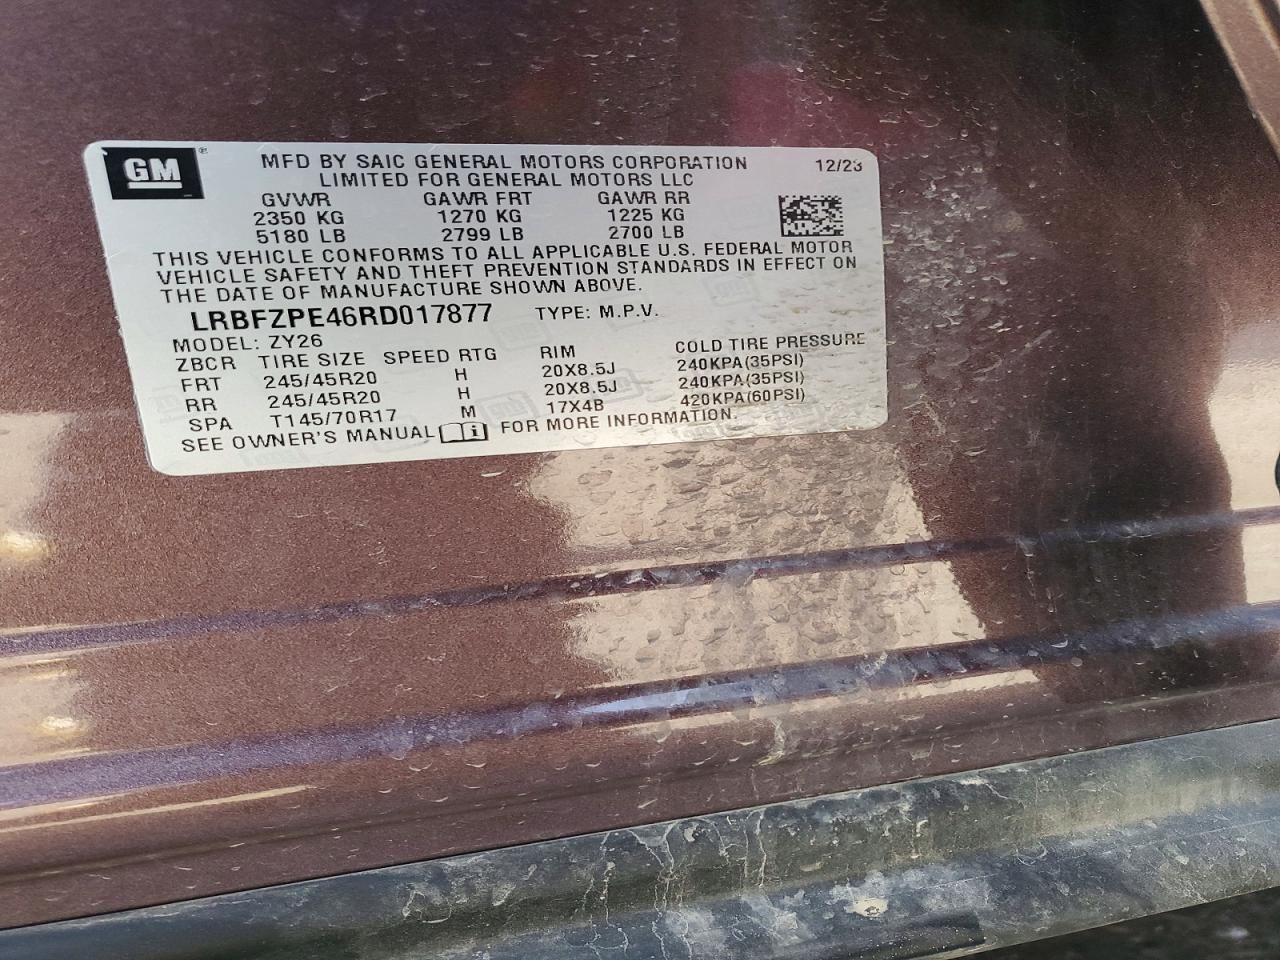 GM ®
MFD BY SAIC GENERAL MOTORS CORPORATION
LIMITED FOR GENERAL MOTORS LLC
12/23
GVWR GAWR FRT GAWR RR
2350 KG 1270 KG 1225 KG
5180 LB 2799 LB 2700 LB
THIS VEHICLE CONFORMS TO ALL APPLICABLE U.S. FEDERAL MOTOR
VEHICLE SAFETY AND THEFT PREVENTION STANDARDS IN EFFECT ON
THE DATE OF MANUFACTURE SHOWN ABOVE.
LRBFZPE46RD017877 TYPE: M.P.V.
MODEL: ZY26
ZBCR TIRE SIZE SPEED RTG RIM COLD TIRE PRESSURE
FRT 245/45R20 H 20X8.5J 240KPA(35PSI)
RR 245/45R20 H 20X8.5J 240KPA(35PSI)
SPA T145/70R17 M 17X4B 420KPA(60PSI)
SEE OWNER'S MANUAL i FOR MORE INFORMATION.